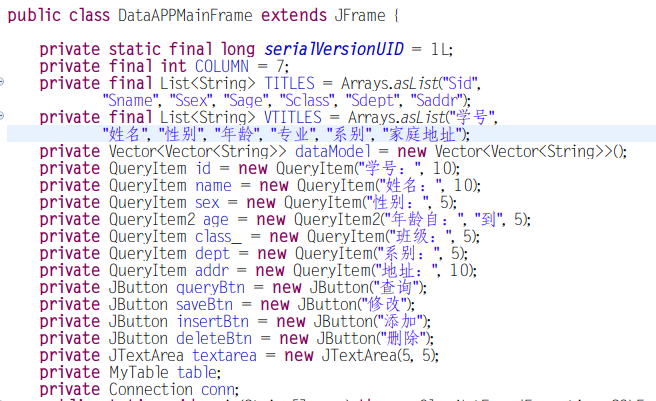 public class DataAPPMainFrame extends JFrame {
private static final long serialVersionUID = 1L;
private final int COLUMN = 7;
private final List<String> TITLES = Arrays.asList("Sid",
"Sname", "Ssex", "Sage", "Sclass", "Sdept", "Saddr");
private final List<String> VTITLES = Arrays.asList("学号",
"姓名", "性别", "年龄", "专业", "系别", "家庭地址");
private Vector<Vector<String>> dataModel = new Vector<Vector<String>>();
private QueryItem id = new QueryItem("学号：", 10);
private QueryItem name = new QueryItem("姓名：", 10);
private QueryItem sex = new QueryItem("性别：", 5);
private QueryItem2 age = new QueryItem2("年龄自：", "到", 5);
private QueryItem class_ = new QueryItem("班级：", 5);
private QueryItem dept = new QueryItem("系别：", 5);
private QueryItem addr = new QueryItem("地址：", 10);
private JButton queryBtn = new JButton("查询");
private JButton saveBtn = new JButton("修改");
private JButton insertBtn = new JButton("添加");
private JButton deleteBtn = new JButton("删除");
private JTextArea textarea = new JTextArea(5, 5);
private MyTable table;
private Connection conn;